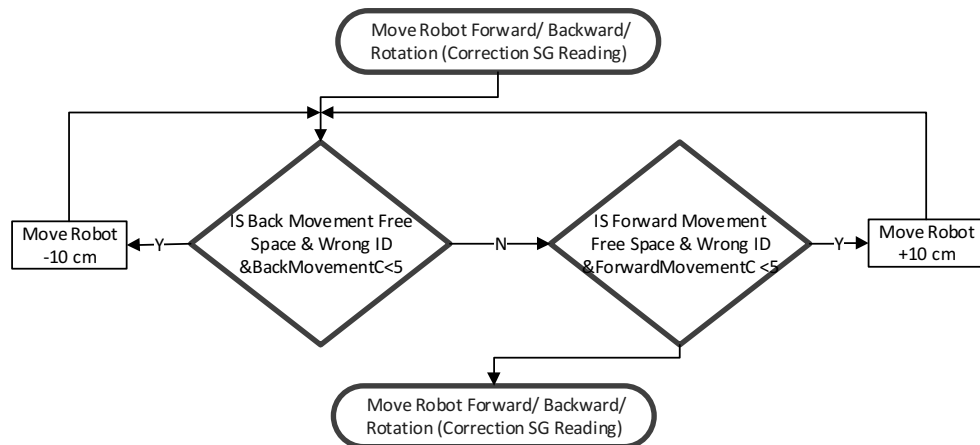 Move Robot Forward/ Backward/
Rotation (Correction SG Reading)
IS Back Movement Free
Space & Wrong ID
&BackMovementC<5
IS Forward Movement
Free Space & Wrong ID
&ForwardMovementC <5
Move Robot
-10 cm
Y
N
Y
Move Robot
+10 cm
Move Robot Forward/ Backward/
Rotation (Correction SG Reading)